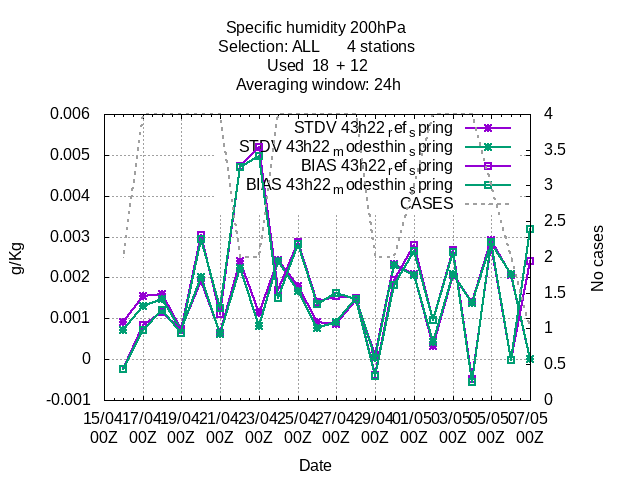 Specific humidity 200hPa
Selection: ALL 4 stations
Used 18 + 12
Averaging window: 24h
STDV 43h22_ref_spring
STDV 43h22_modesthin_spring
BIAS 43h22_ref_spring
BIAS 43h22_modesthin_spring
CASES
0.006
0.005
0.004
0.003
0.002
0.001
0
-0.001
g/Kg
4
3.5
3
2.5
2
1.5
1
0.5
0
No cases
15/04 17/04 19/04 21/04 23/04 25/04 27/04 29/04 01/05 03/05 05/05 07/05
00Z 00Z 00Z 00Z 00Z 00Z 00Z 00Z 00Z 00Z 00Z 00Z
Date